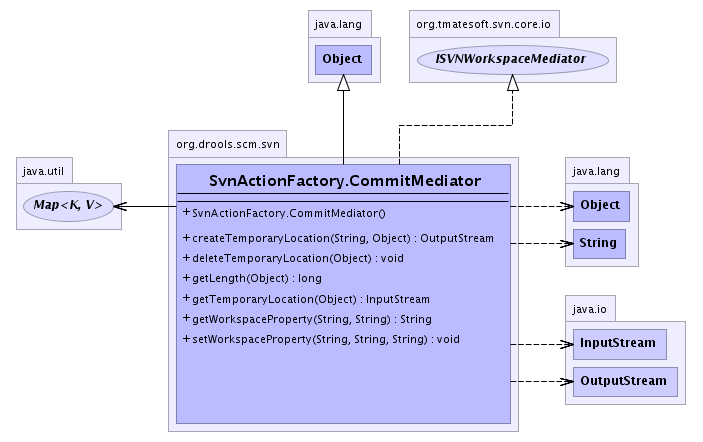 java.lang
Object
org.tmatesoft.svn.core.io
ISVNWorkspaceMediator
org.drools.scm.svn
SvnActionFactory.CommitMediator
+ SvnActionFactory.CommitMediator()
+ createTemporaryLocation(String, Object) : OutputStream
+ deleteTemporaryLocation(Object) : void
+ getLength(Object) : long
+ getTemporaryLocation(Object) : InputStream
+ getWorkspaceProperty(String, String) : String
+ setWorkspaceProperty(String, String, String) : void
java.util
Map<K, V>
java.lang
Object
String
java.io
InputStream
OutputStream